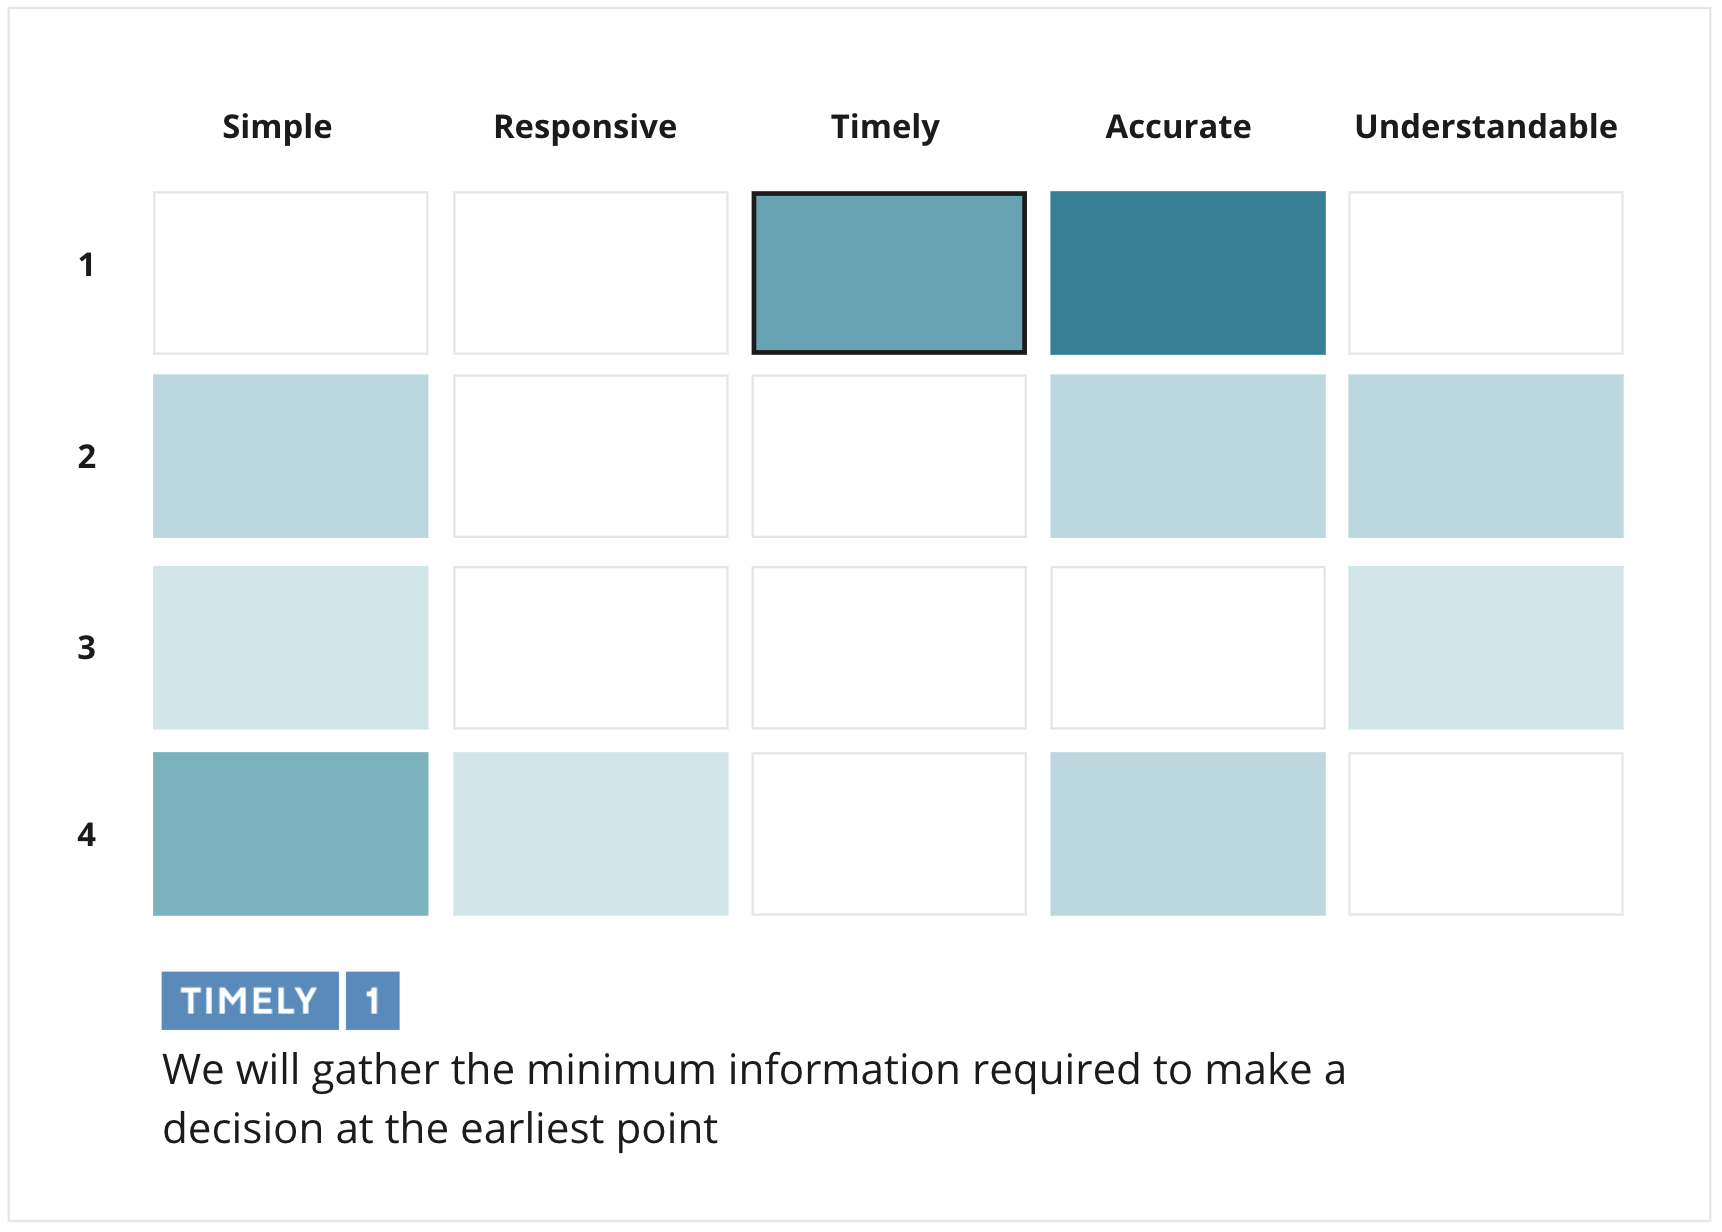 Simple Responsive Timely Accurate Understandable
1
2
3
4
TIMELY 1
We will gather the minimum information required to make a
decision at the earliest point